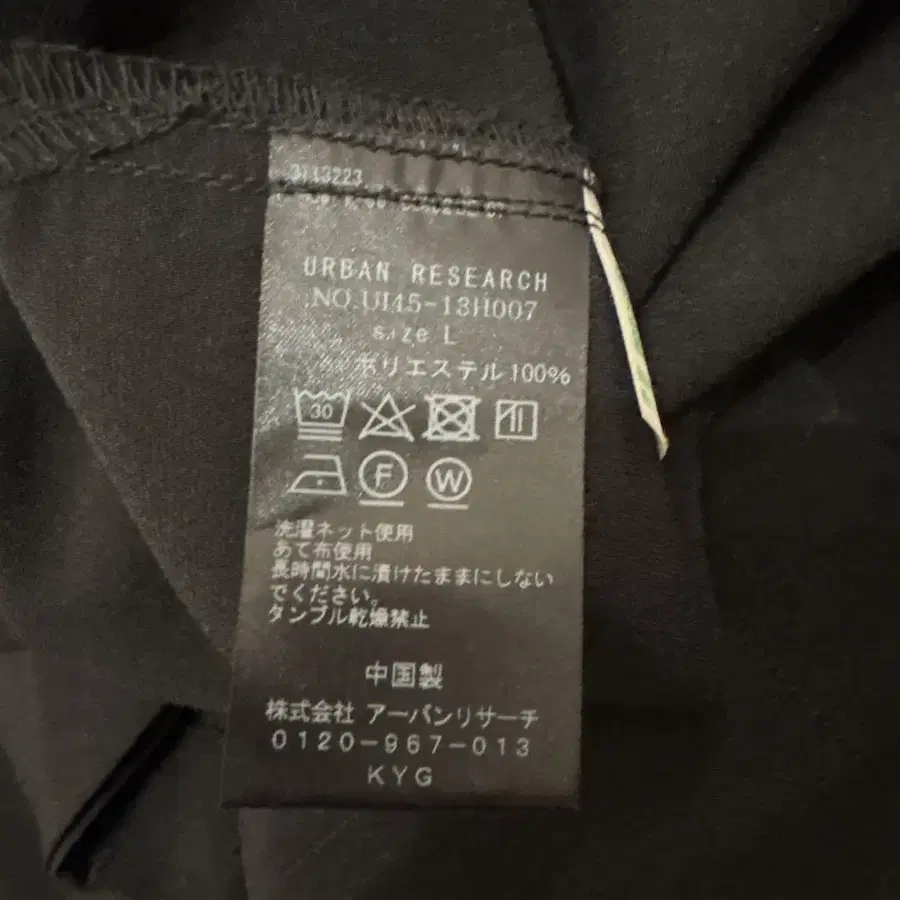 3113223
URBAN RESEARCH
NO.UI45-13H007
size L
ポリエステル 100%
30
F W
洗濯ネット使用
あて布使用
長時間水に漬けたままにしない
でください。
タンブル乾燥禁止
中国製
株式会社 アーバンリサーチ
0120-967-013
KYG